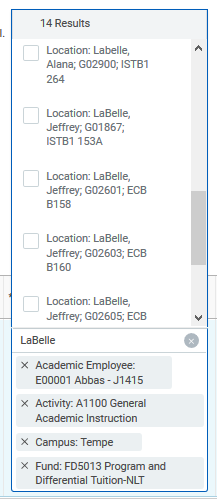 14 Results
Location: Labelle,
Alana; G02900; ISTB1
264
Location: LaBelle,
Jeffrey; G01867;
ISTB1 153A
Location: LaBelle,
Jeffrey; G02601; ECB
B158
Location: LaBelle,
Jeffrey; G02603; ECB
B160
Location: LaBelle,
Jeffrey; G02605; ECB
LaBelle
Academic Employee:
E00001 Abbas - J1415
Activity: A1100 General
Academic Instruction
Campus: Tempe
Fund: FD5013 Program and
Differential Tuition-NLT